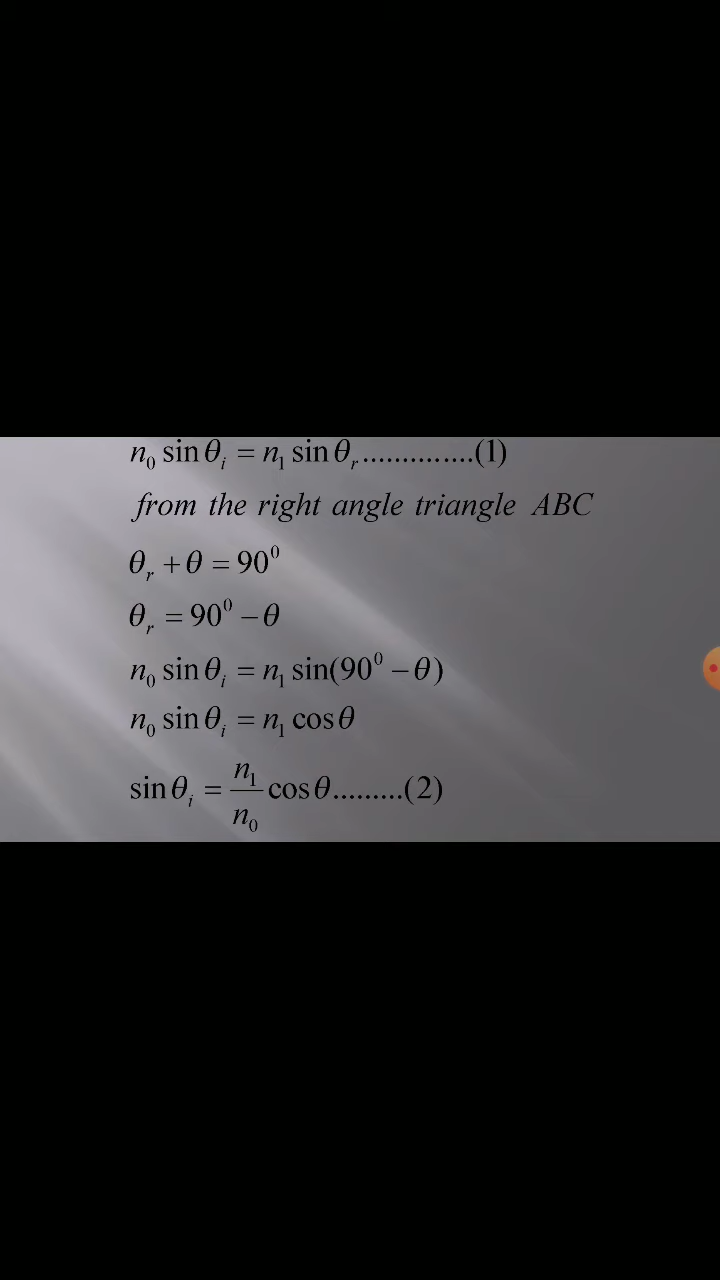 n₀ sin θᵢ = n₁ sin θᵣ..............(1)
from the right angle triangle ABC
θᵣ + θ = 90⁰
θᵣ = 90⁰ − θ
n₀ sin θᵢ = n₁ sin(90⁰ − θ)
n₀ sin θᵢ = n₁ cos θ
sin θᵢ = n₁/n₀ cos θ.........(2)